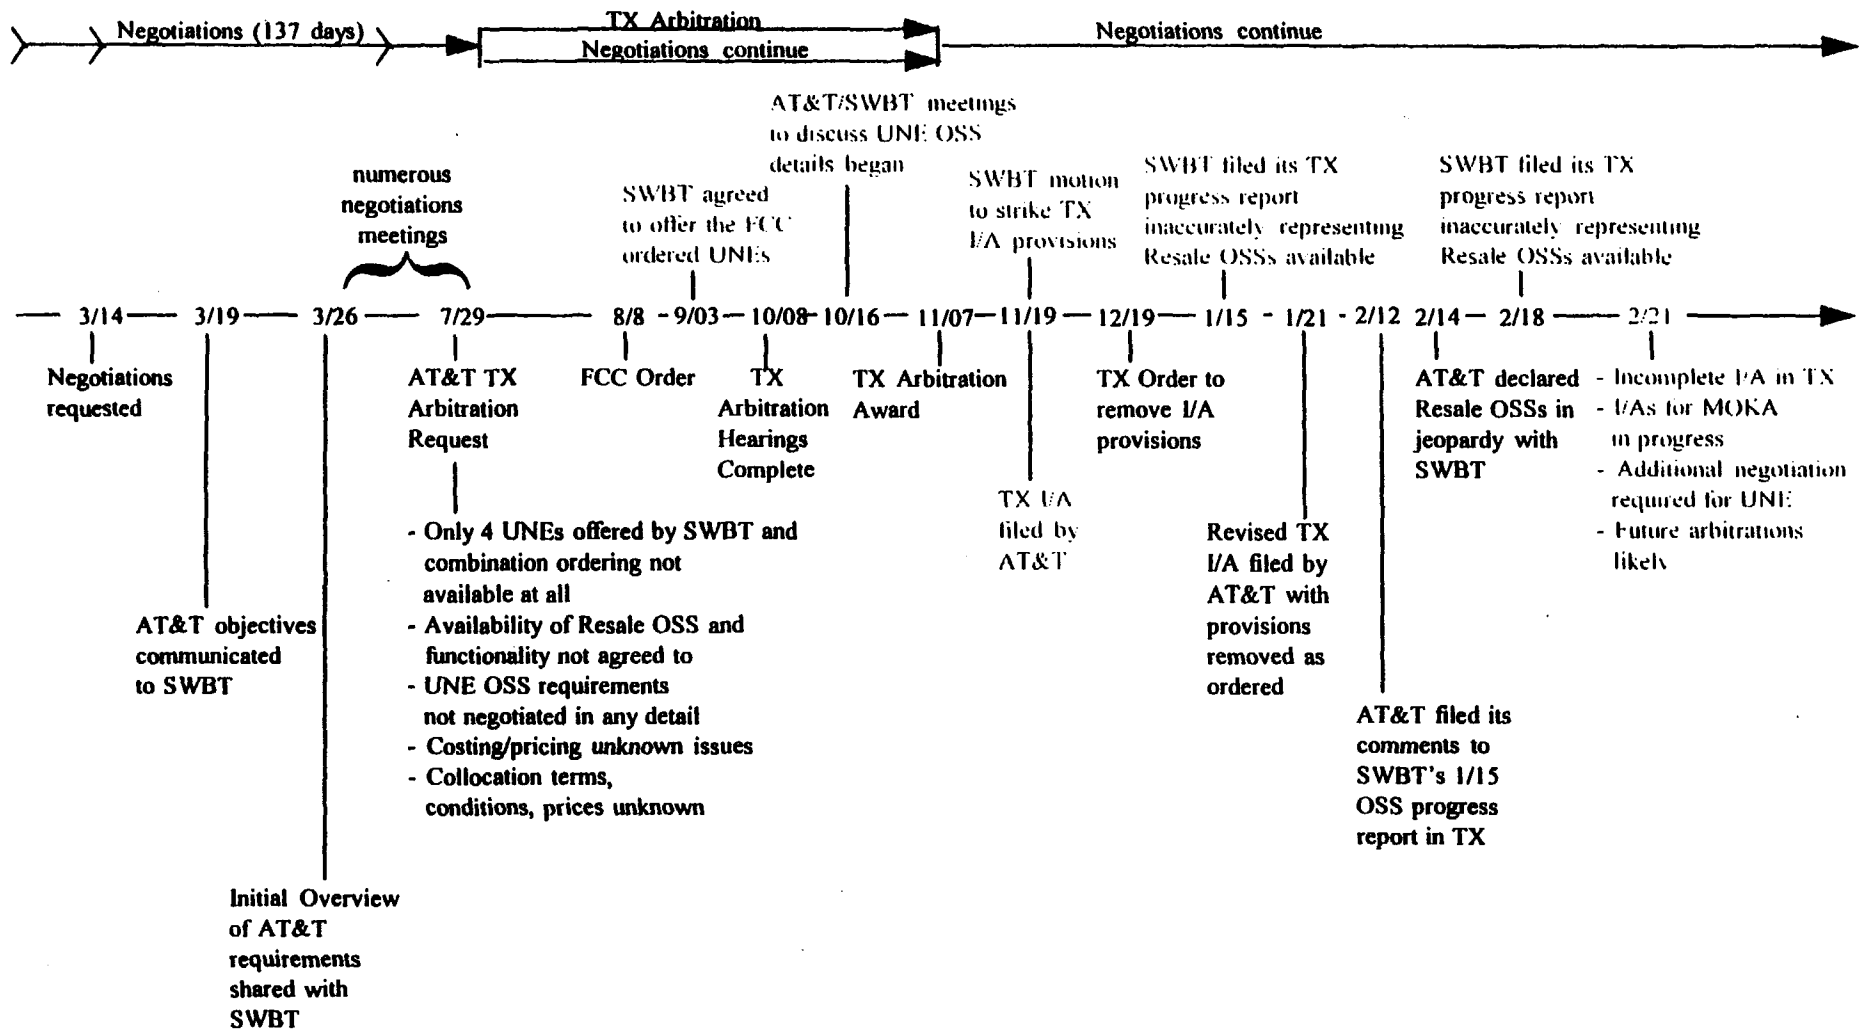 Negotiations (137 days)
TX Arbitration
Negotiations continue
Negotiations continue
numerous
negotiations
meetings
SWBT agreed
to offer the FCC
ordered UNEs
AT&T/SWBT meetings
to discuss UNE OSS
details began
SWBT motion
to strike TX
I/A provisions
SWBT filed its TX
progress report
inaccurately representing
Resale OSSs available
SWBT filed its TX
progress report
inaccurately representing
Resale OSSs available
3/14 3/19 3/26 7/29 8/8 - 9/03 10/08 10/16 11/07 11/19 12/19 1/15 - 1/21 - 2/12 2/14 2/18 2/21
Negotiations
requested
AT&T objectives
communicated
to SWBT
Initial Overview
of AT&T
requirements
shared with
SWBT
AT&T TX
Arbitration
Request
- Only 4 UNEs offered by SWBT and
combination ordering not
available at all
- Availability of Resale OSS and
functionality not agreed to
- UNE OSS requirements
not negotiated in any detail
- Costing/pricing unknown issues
- Collocation terms,
conditions, prices unknown
FCC Order
TX
Arbitration
Hearings
Complete
TX Arbitration
Award
TX I/A
filed by
AT&T
TX Order to
remove I/A
provisions
Revised TX
I/A filed by
AT&T with
provisions
removed as
ordered
AT&T filed its
comments to
SWBT's 1/15
OSS progress
report in TX
AT&T declared
Resale OSSs in
jeopardy with
SWBT
- Incomplete I/A in TX
- I/As for MOKA
in progress
- Additional negotiation
required for UNE
- Future arbitrations
likely